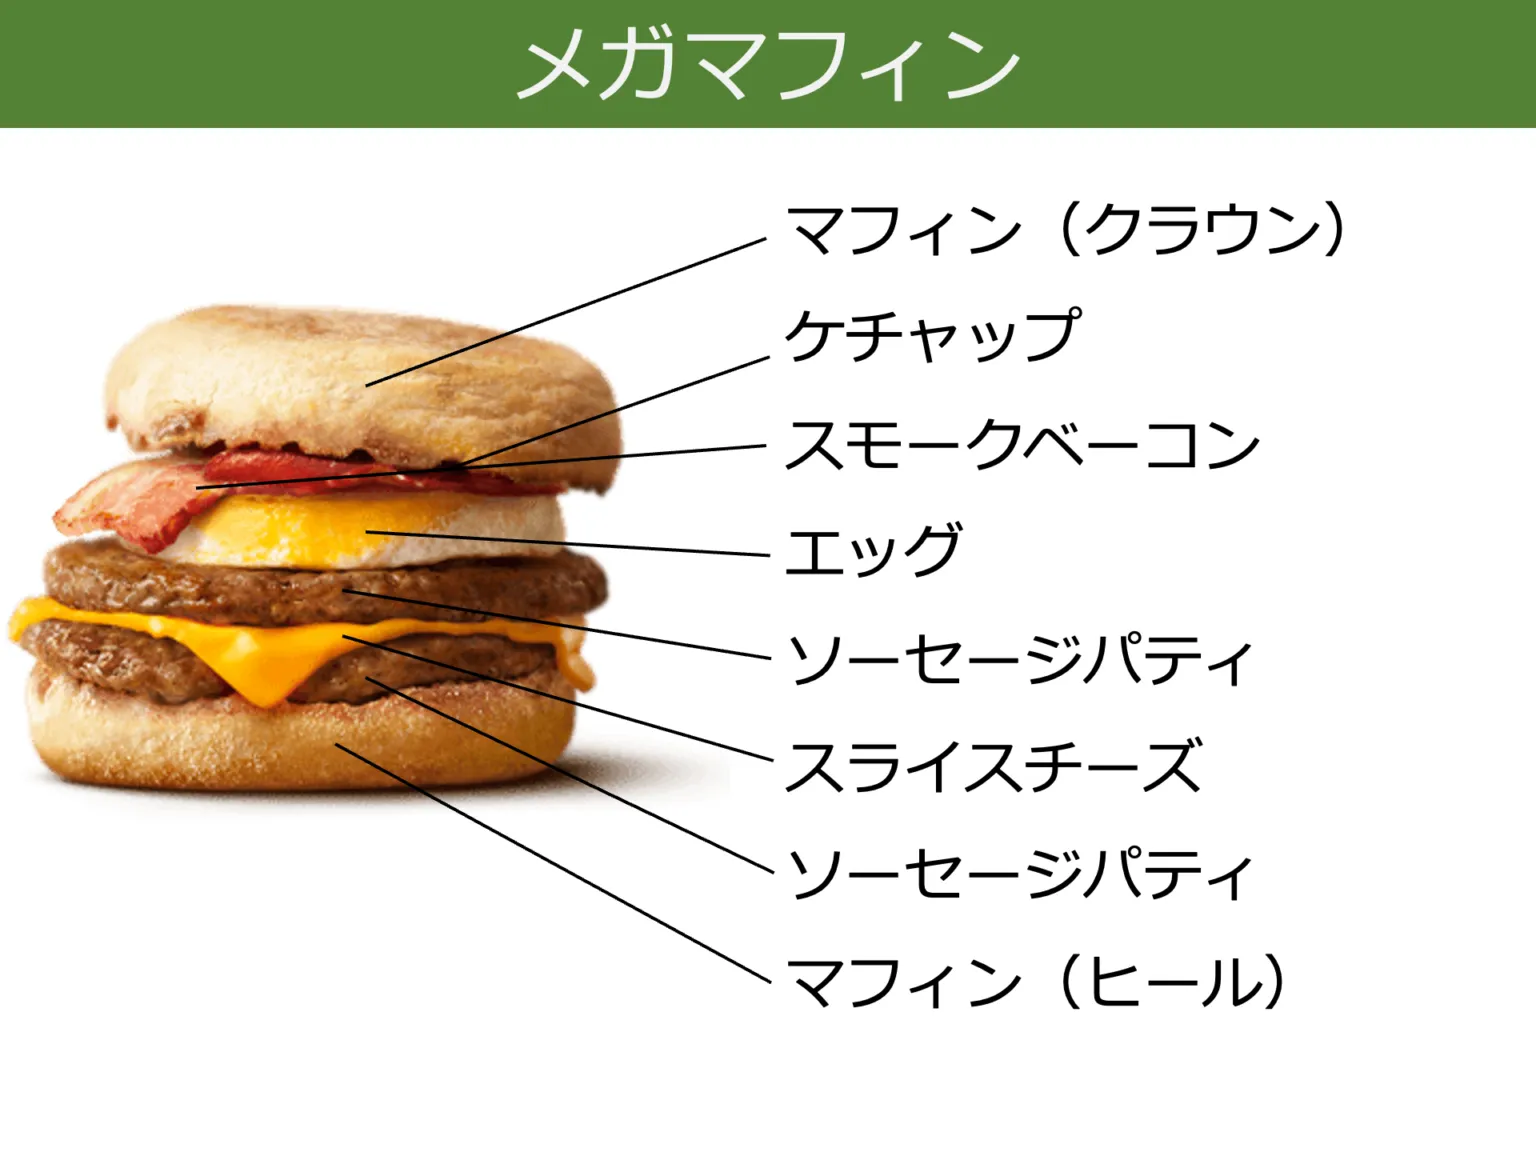 メガマフィン
マフィン（クラウン）
ケチャップ
スモークベーコン
エッグ
ソーセージパティ
スライスチーズ
ソーセージパティ
マフィン（ヒール）